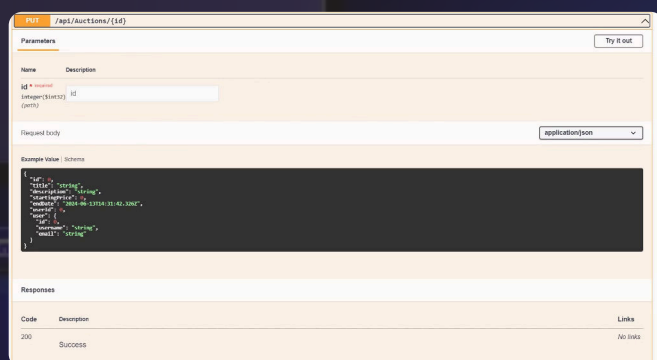 PUT /api/Auctions/{id}
Parameters
Try it out
Name Description
id * required
integer($int32)
(path)
id
Request body
application/json
Example Value | Schema
{
"id": 0,
"title": "string",
"description": "string",
"startingPrice": 0,
"endDate": "2024-06-13T14:31:42.326Z",
"userid": 0,
"user": {
"id": 0,
"username": "string",
"email": "string"
}
}
Responses
Code Description Links
200 Success No links